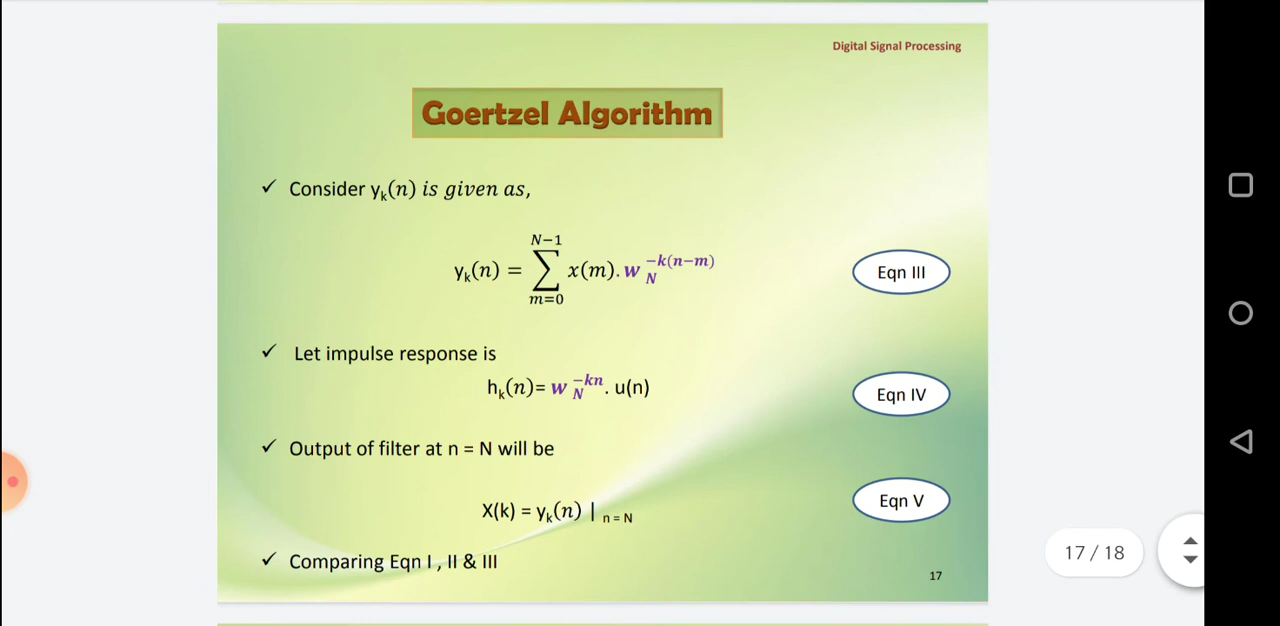 Digital Signal Processing
Goertzel Algorithm
✓ Consider yₖ(n) is given as,
yₖ(n) = ∑_{m=0}^{N−1} x(m). w_N^{−k(n−m)}
Eqn III
✓ Let impulse response is
hₖ(n)= w_N^{−kn}. u(n)
Eqn IV
✓ Output of filter at n = N will be
X(k) = yₖ(n) | n = N
Eqn V
✓ Comparing Eqn I , II & III
17
17 / 18